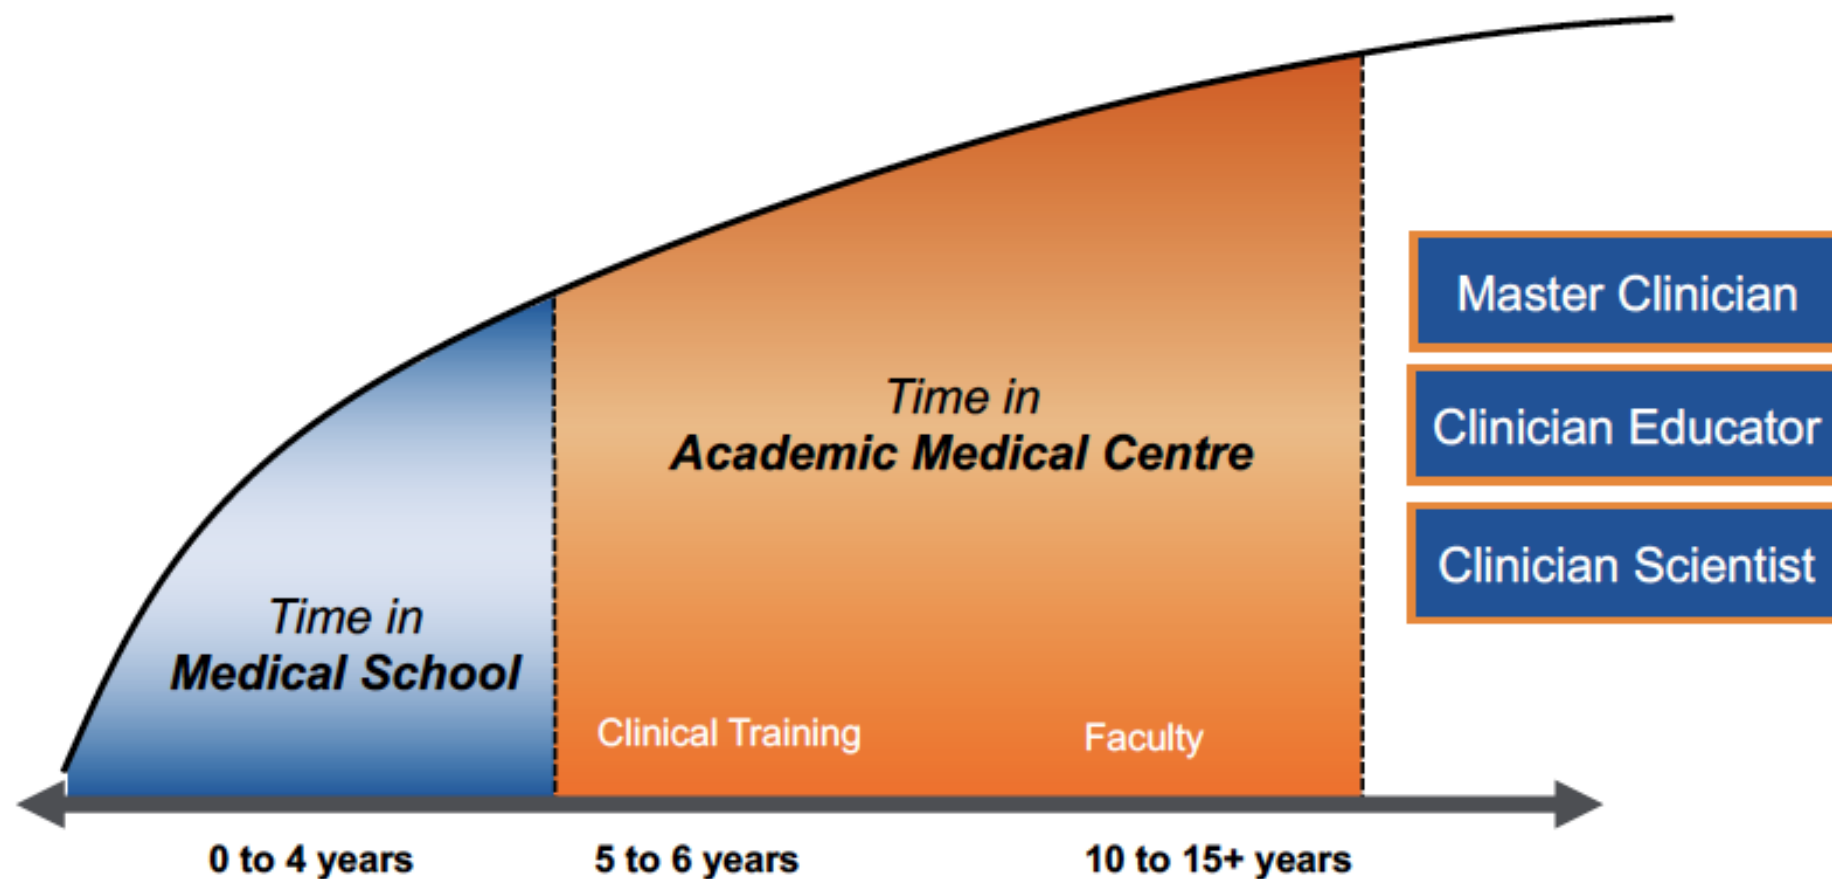 Time in
Medical School
Time in
Academic Medical Centre
Clinical Training
Faculty
Master Clinician
Clinician Educator
Clinician Scientist
0 to 4 years
5 to 6 years
10 to 15+ years